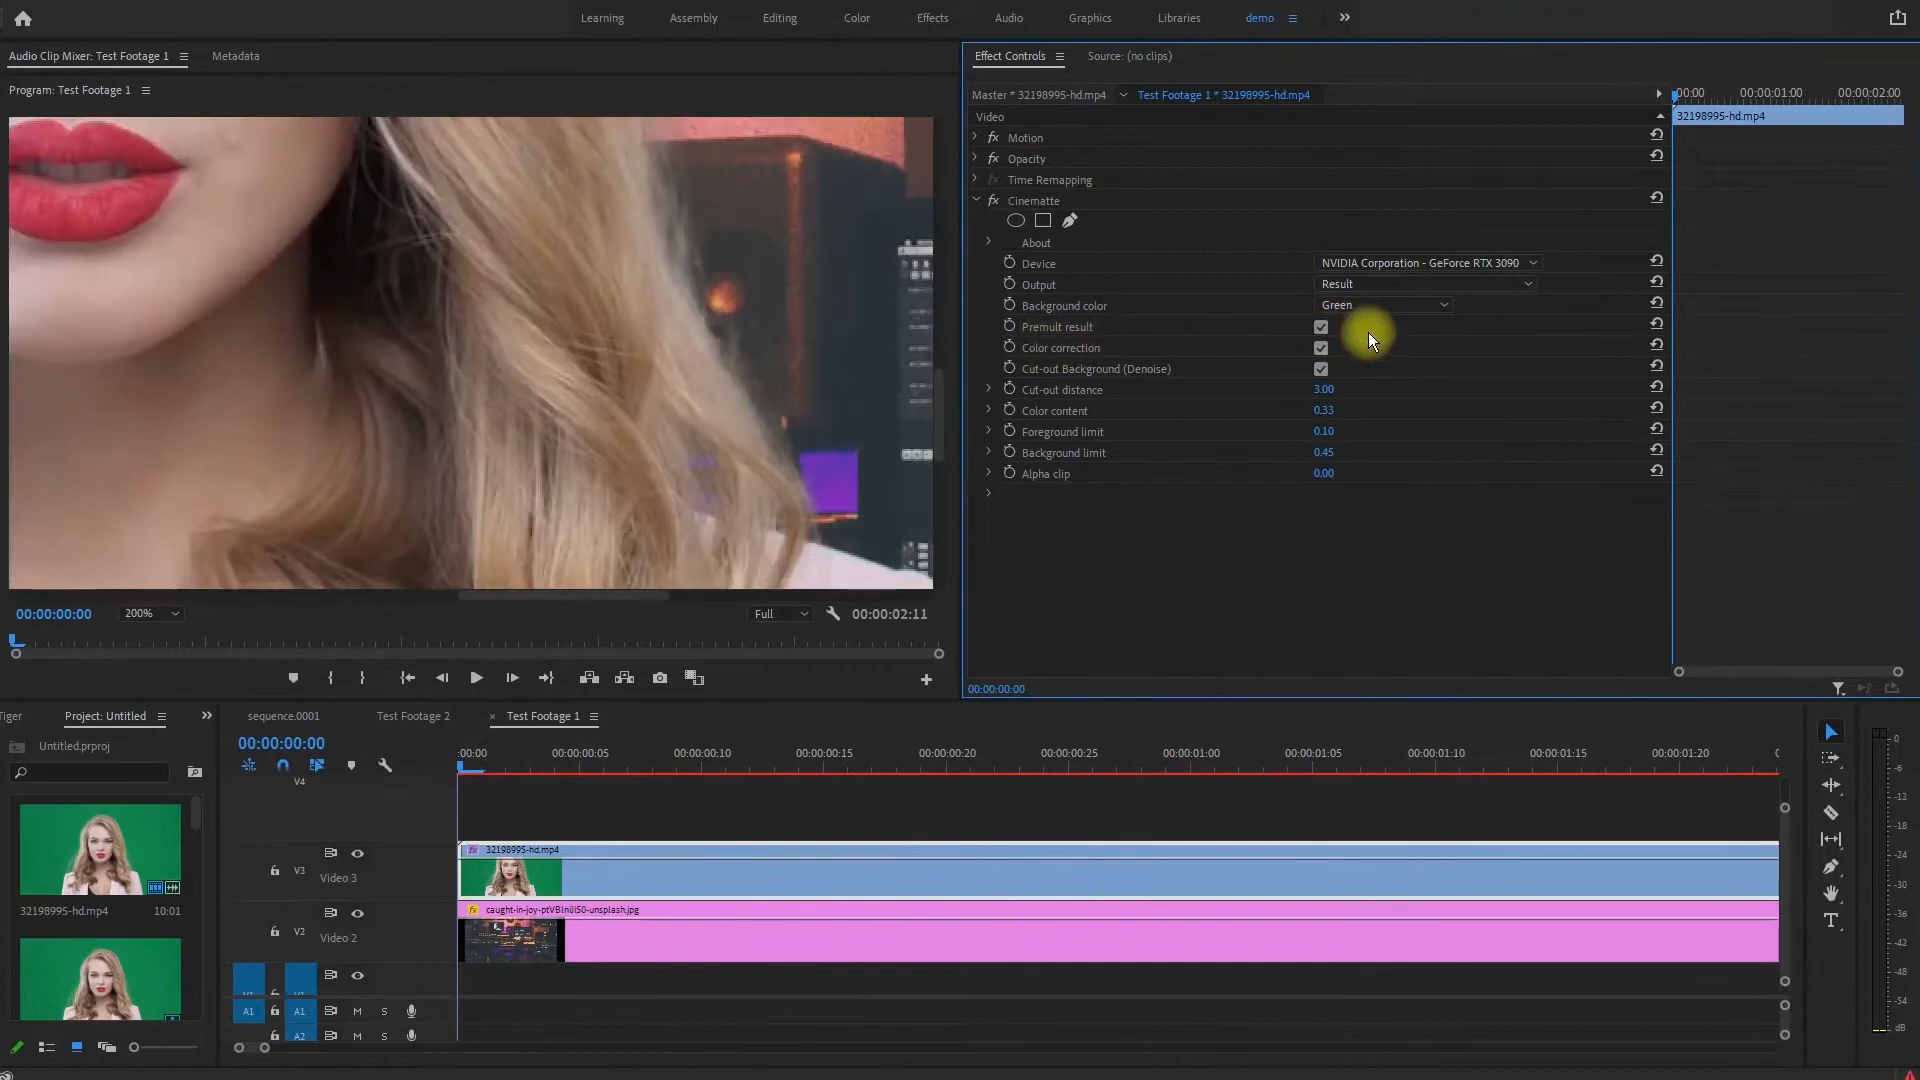 Learning Assembly Editing Color Effects Audio Graphics Libraries demo
Audio Clip Mixer: Test Footage 1 Metadata
Program: Test Footage 1
00:00:00:00 200% Full 00:00:02:11
Effect Controls Source: (no clips)
Master * 32198995-hd.mp4 Test Footage 1 * 32198995-hd.mp4
:00:00 00:00:01:00 00:00:02:00
Video
32198995-hd.mp4
fx Motion
fx Opacity
fx Time Remapping
fx Cinematte
About
Device NVIDIA Corporation - GeForce RTX 3090
Output Result
Background color Green
Premult result
Color correction
Cut-out Background (Denoise)
Cut-out distance 3.00
Color content 0.33
Foreground limit 0.10
Background limit 0.45
Alpha clip 0.00
00:00:00:00
Tiger Project: Untitled
Untitled.prproj
32198995-hd.mp4 10:01
sequence.0001 Test Footage 2 × Test Footage 1
00:00:00:00
:00:00 00:00:00:05 00:00:00:10 00:00:00:15 00:00:00:20 00:00:00:25 00:00:01:00 00:00:01:05 00:00:01:10 00:00:01:15 00:00:01:20
V4
fx 32198995-hd.mp4
V3 Video 3
V2 Video 2
V1 V1
A1 A1 M S
A2 M S
0
-6
-12
-18
-24
-30
-36
-42
-48
-54
dB